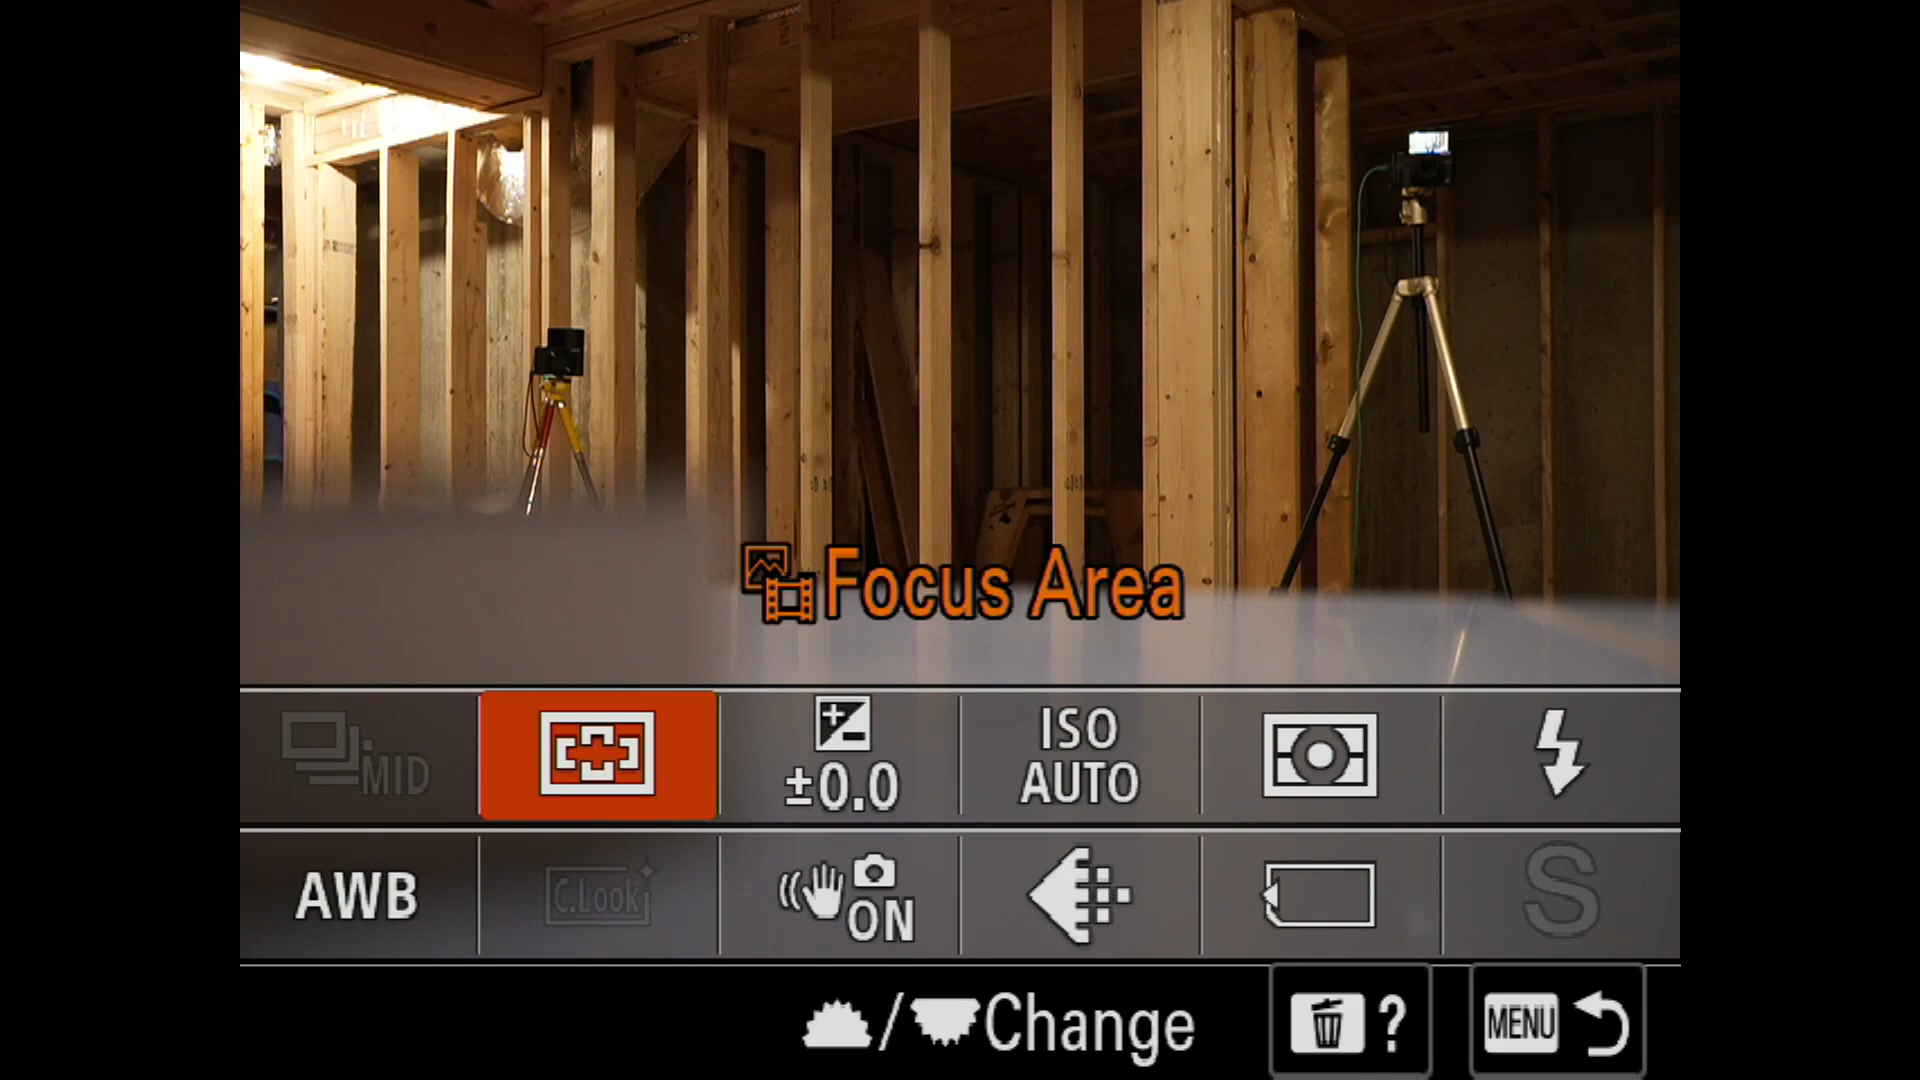 Focus Area
MID
±0.0
ISO
AUTO
AWB
C.Look
ON
S
/ Change
?
MENU